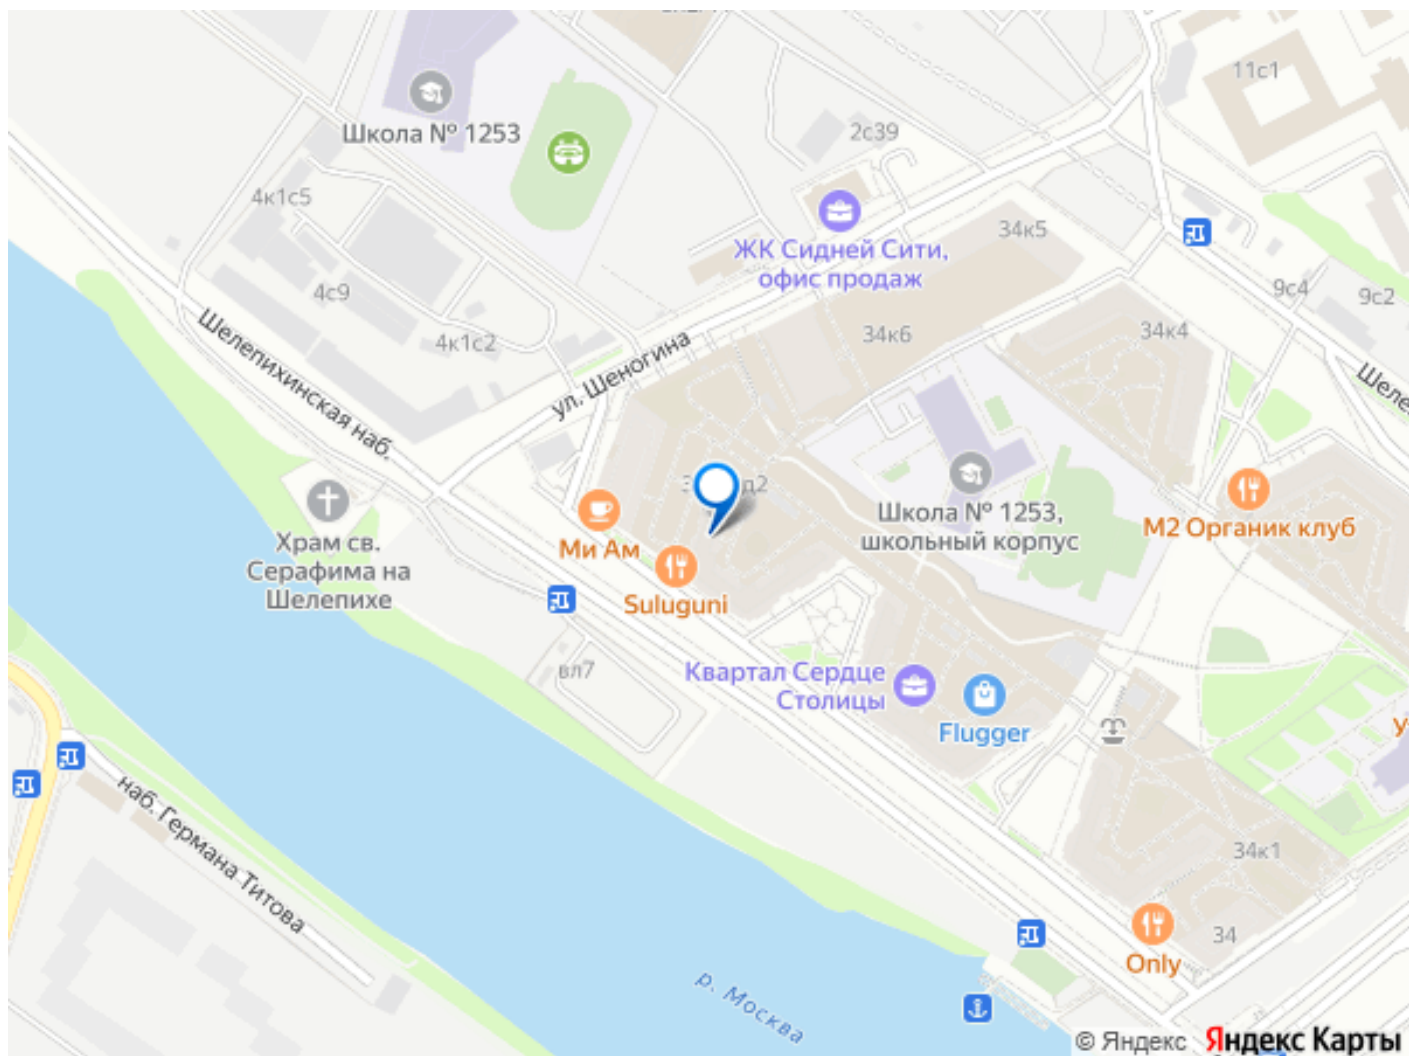 11с1
2с39
Школа № 1253
4к1с5
34к5
ЖК Сидней Сити,
офис продаж
4с9
9с4
9с2
34к4
34к6
4к1с2
Шелепихинская наб.
ул. Шеногина
Школа № 1253,
школьный корпус
М2 Органик клуб
Ми Ам
Храм св.
Серафима на
Шелепихе
Suluguni
вл7
Квартал Сердце
Столицы
Flugger
наб. Германа Титова
34к1
34
Only
р. Москва
© Яндекс Яндекс Карты